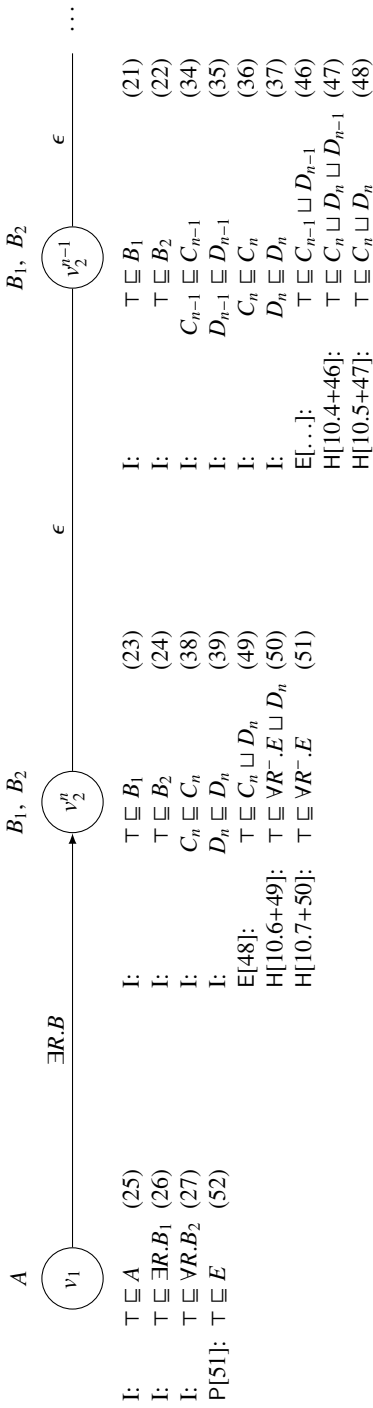 A
v₁
∃R.B
B₁, B₂
v₂ⁿ
ϵ
B₁, B₂
v₂ⁿ⁻¹
ϵ
…
I: ⊤ ⊑ A (25)
I: ⊤ ⊑ ∃R.B₁ (26)
I: ⊤ ⊑ ∀R.B₂ (27)
P[51]: ⊤ ⊑ E (52)
I: ⊤ ⊑ B₁ (23)
I: ⊤ ⊑ B₂ (24)
I: Cₙ ⊑ Cₙ (38)
I: Dₙ ⊑ Dₙ (39)
E[48]: ⊤ ⊑ Cₙ ⊔ Dₙ (49)
H[10.6+49]: ⊤ ⊑ ∀R⁻.E ⊔ Dₙ (50)
H[10.7+50]: ⊤ ⊑ ∀R⁻.E (51)
I: ⊤ ⊑ B₁ (21)
I: ⊤ ⊑ B₂ (22)
I: Cₙ₋₁ ⊑ Cₙ₋₁ (34)
I: Dₙ₋₁ ⊑ Dₙ₋₁ (35)
I: Cₙ ⊑ Cₙ (36)
I: Dₙ ⊑ Dₙ (37)
E[…]: ⊤ ⊑ Cₙ₋₁ ⊔ Dₙ₋₁ (46)
H[10.4+46]: ⊤ ⊑ Cₙ ⊔ Dₙ ⊔ Dₙ₋₁ (47)
H[10.5+47]: ⊤ ⊑ Cₙ ⊔ Dₙ (48)